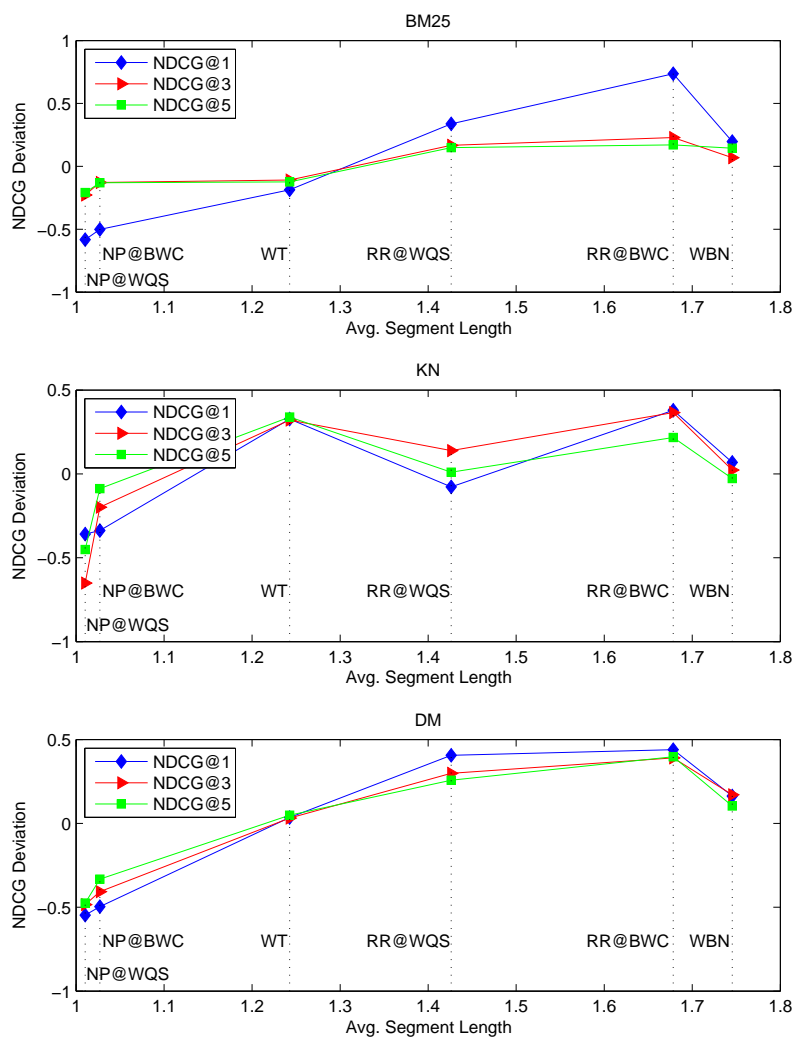 BM25
1
0.5
0
−0.5
−1
NDCG Deviation
NDCG@1
NDCG@3
NDCG@5
NP@BWC
WT
RR@WQS
RR@BWC
WBN
NP@WQS
1
1.1
1.2
1.3
1.4
1.5
1.6
1.7
1.8
Avg. Segment Length
KN
0.5
0
−0.5
−1
NDCG Deviation
NDCG@1
NDCG@3
NDCG@5
NP@BWC
WT
RR@WQS
RR@BWC
WBN
NP@WQS
1
1.1
1.2
1.3
1.4
1.5
1.6
1.7
1.8
Avg. Segment Length
DM
0.5
0
−0.5
−1
NDCG Deviation
NDCG@1
NDCG@3
NDCG@5
NP@BWC
WT
RR@WQS
RR@BWC
WBN
NP@WQS
1
1.1
1.2
1.3
1.4
1.5
1.6
1.7
1.8
Avg. Segment Length